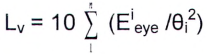 Lᵥ = 10 ∑ (Eⁱeye /θᵢ²)